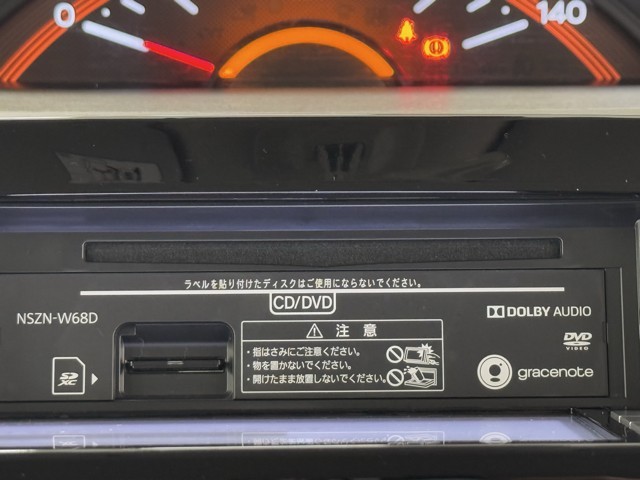 0
140
ラベルを貼り付けたディスクはご使用にならないでください。
CD/DVD
NSZN-W68D
SD
XC
⚠ 注意
・指はさみにご注意ください。
・物を置かないでください。
・開けたまま放置しないでください。
DOLBY AUDIO
DVD
VIDEO
gracenote